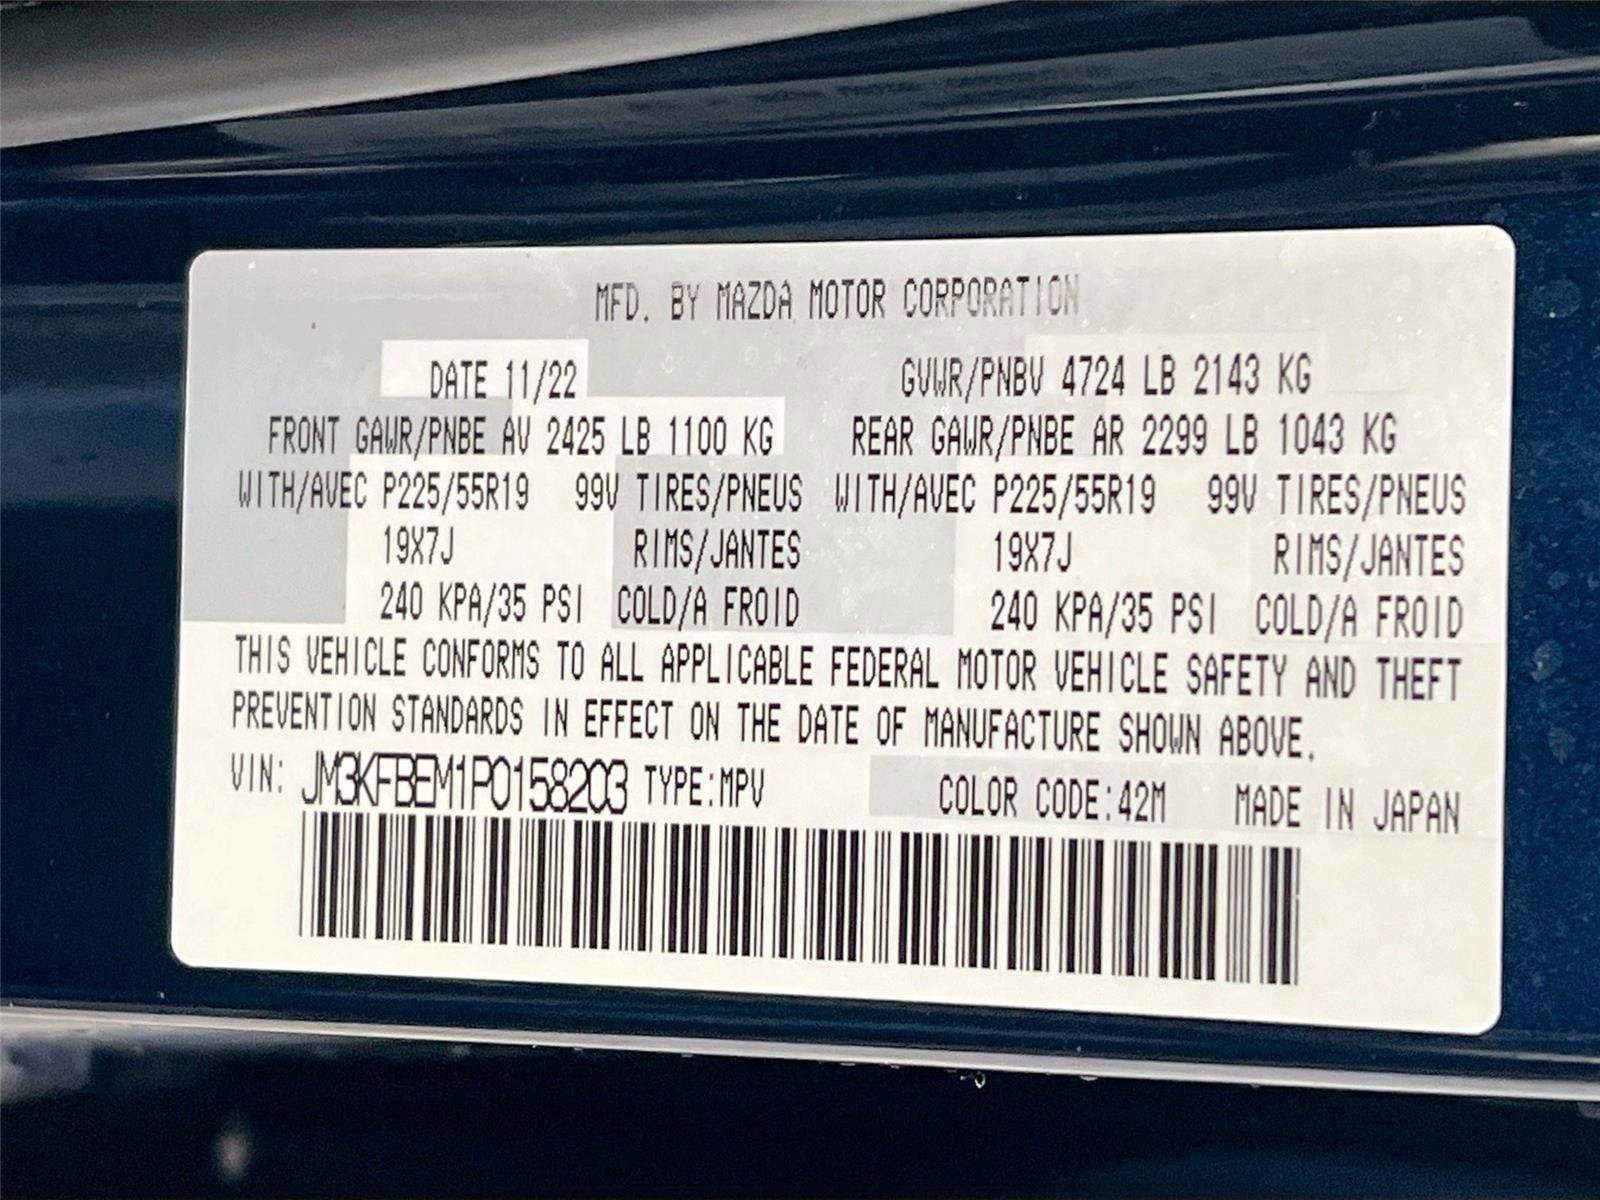 MFD. BY MAZDA MOTOR CORPORATION
DATE 11/22 GVWR/PNBV 4724 LB 2143 KG
FRONT GAWR/PNBE AV 2425 LB 1100 KG REAR GAWR/PNBE AR 2299 LB 1043 KG
WITH/AVEC P225/55R19 99V TIRES/PNEUS WITH/AVEC P225/55R19 99V TIRES/PNEUS
19X7J RIMS/JANTES 19X7J RIMS/JANTES
240 KPA/35 PSI COLD/A FROID 240 KPA/35 PSI COLD/A FROID
THIS VEHICLE CONFORMS TO ALL APPLICABLE FEDERAL MOTOR VEHICLE SAFETY AND THEFT
PREVENTION STANDARDS IN EFFECT ON THE DATE OF MANUFACTURE SHOWN ABOVE.
VIN: JM3KFBEM1P0158203 TYPE:MPV COLOR CODE:42M MADE IN JAPAN